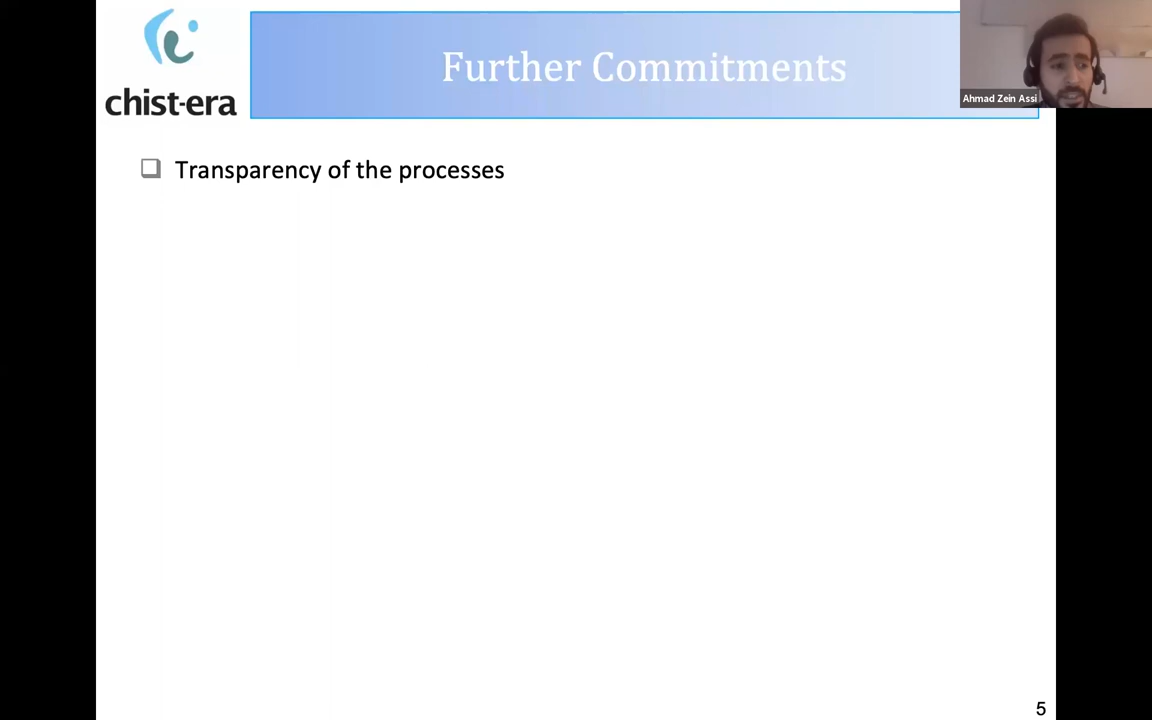 chist-era
Further Commitments
Ahmad Zein Assi
Transparency of the processes
5